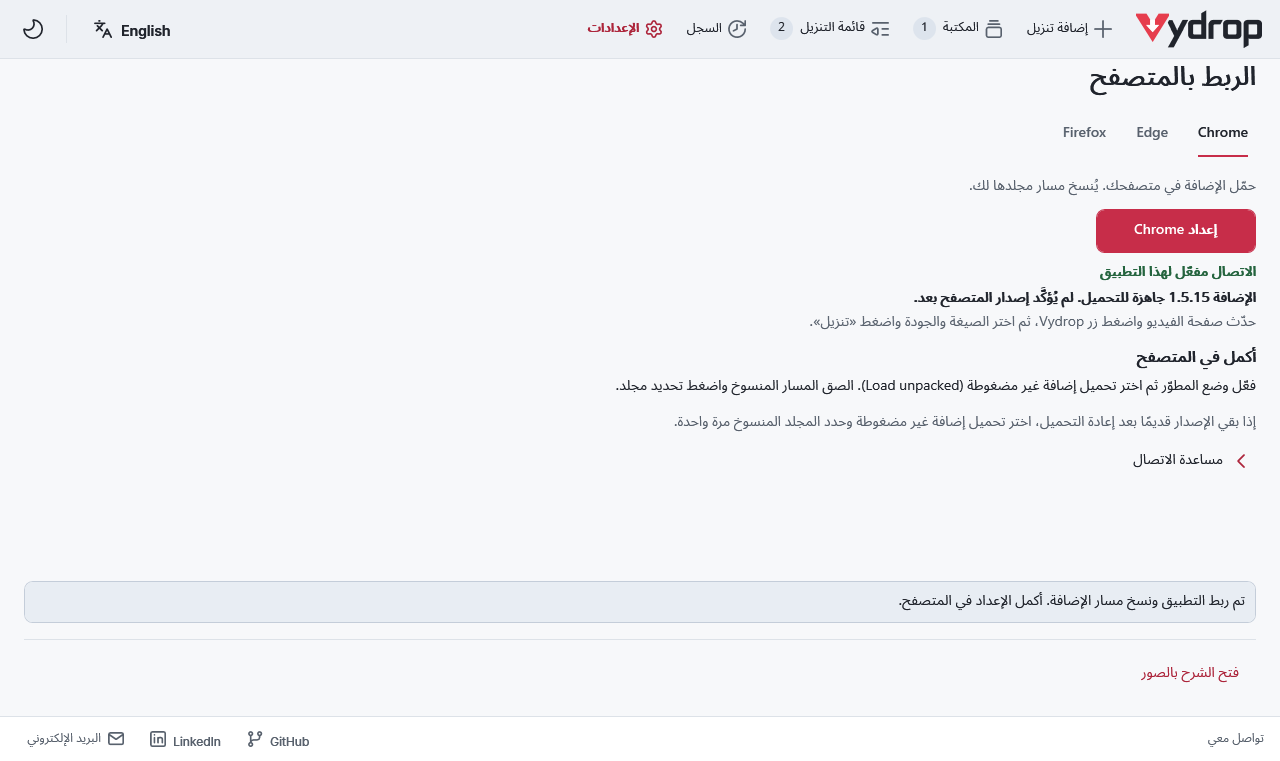 Vydrop
إضافة تنزيل
المكتبة 1
قائمة التنزيل 2
السجل
الإعدادات
English
الربط بالمتصفح
Chrome
Edge
Firefox
حمّل الإضافة في متصفحك. يُنسخ مسار مجلدها لك.
إعداد Chrome
الاتصال مفعّل لهذا التطبيق
الإضافة 1.5.15 جاهزة للتحميل. لم يُؤكَّد إصدار المتصفح بعد.
حدّث صفحة الفيديو واضغط زر Vydrop، ثم اختر الصيغة والجودة واضغط «تنزيل».
أكمل في المتصفح
فعّل وضع المطوّر ثم اختر تحميل إضافة غير مضغوطة (Load unpacked). الصق المسار المنسوخ واضغط تحديد مجلد.
إذا بقي الإصدار قديمًا بعد إعادة التحميل، اختر تحميل إضافة غير مضغوطة وحدد المجلد المنسوخ مرة واحدة.
مساعدة الاتصال
تم ربط التطبيق ونسخ مسار الإضافة. أكمل الإعداد في المتصفح.
فتح الشرح بالصور
تواصل معي
GitHub
LinkedIn
البريد الإلكتروني